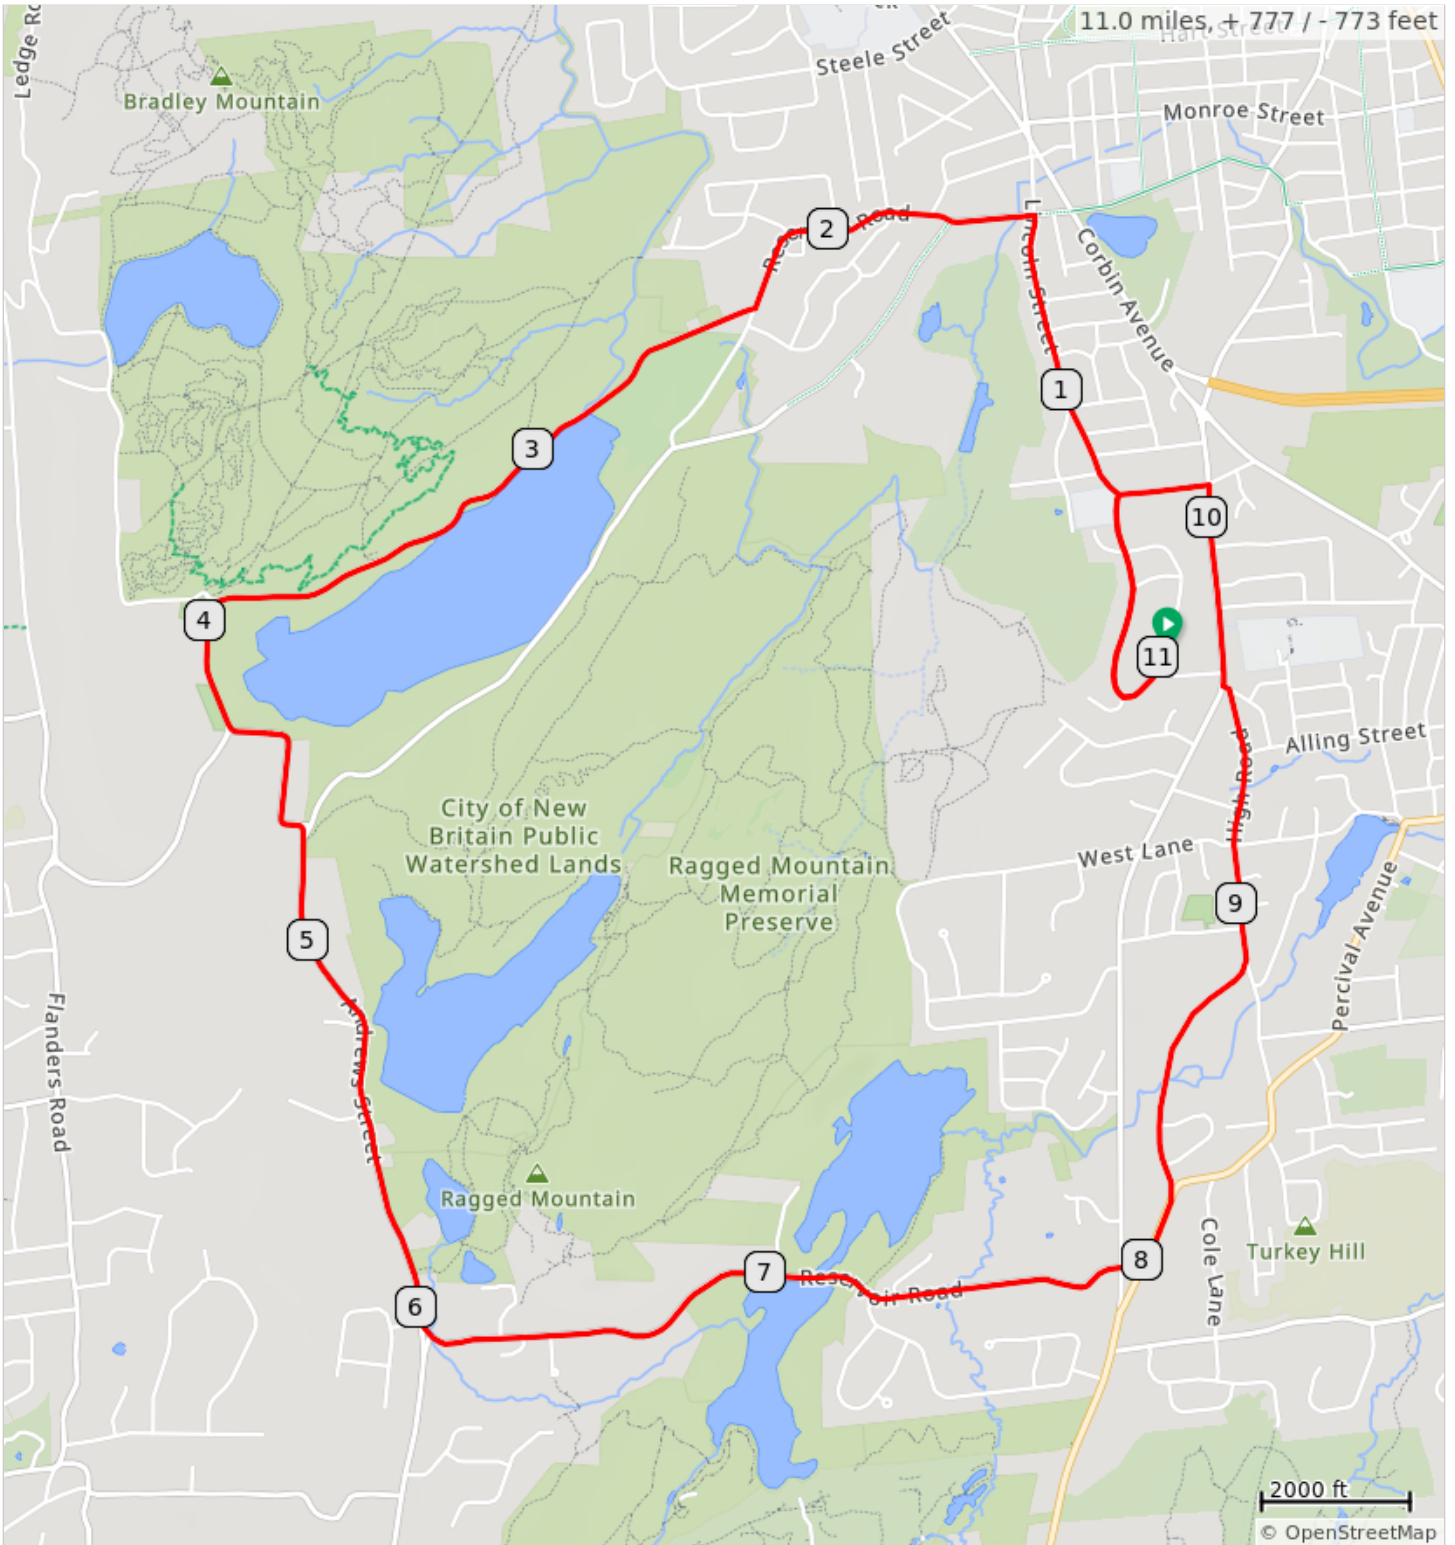 11.0 miles, + 777 / - 773 feet
Steele Street
Hart Street
Bradley Mountain
Monroe Street
2
Road
Lincoln Street
Corbin Avenue
1
3
10
4
11
Alling Street
High Road
City of New
Britain Public
Watershed Lands
West Lane
Ragged Mountain
Memorial
Preserve
9
5
Percival Avenue
Flanders Road
Andrews Street
Ragged Mountain
Cole Lane
Turkey Hill
8
7
Reservoir Road
6
2000 ft
© OpenStreetMap